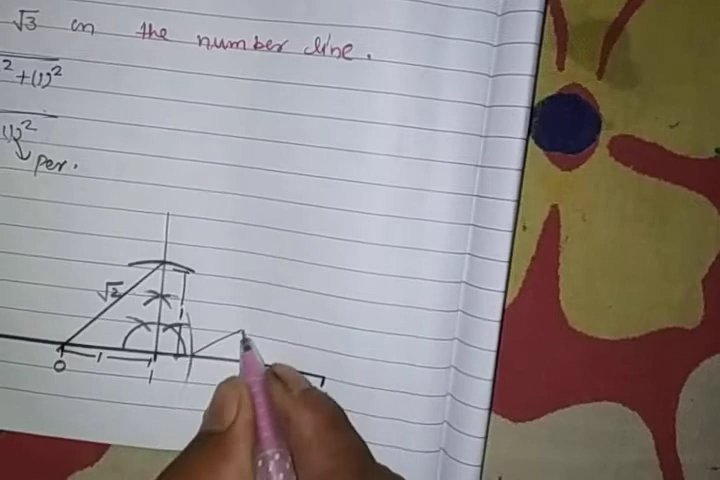 √3 on the number line.
² + (1)²
(1)²
per.
√2
1
1
0
1